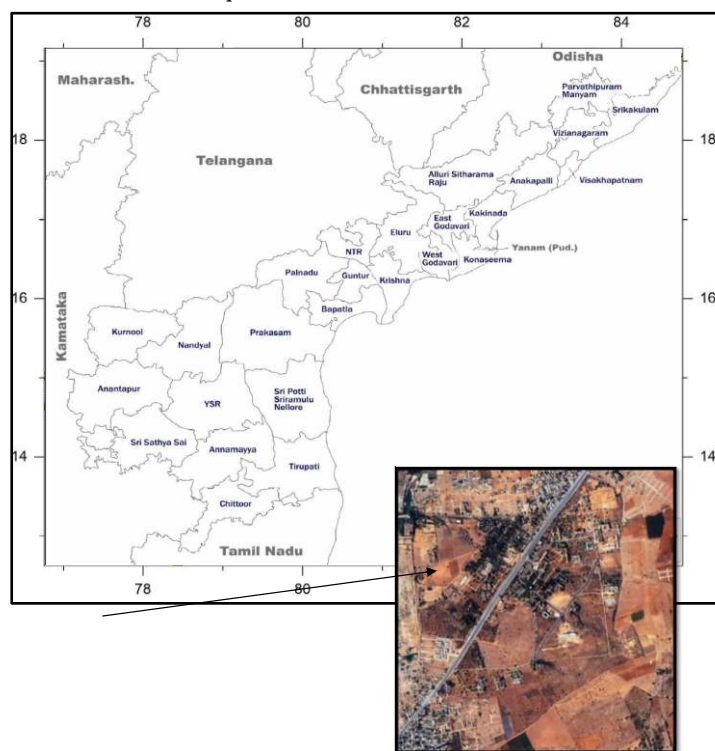 78 80 82 84
Odisha
Maharash.
Chhattisgarth
Parvathipuram
Manyam
Srikakulam
18 18
Vizianagaram
Telangana
Alluri Sitharama
Raju
Anakapalli
Visakhapatnam
East
Godavari
Kakinada
Eluru
NTR
West
Godavari
Yanam (Pud.)
Konaseema
Palnadu
Guntur
Krishna
16 16
Bapatla
Kamataka
Kurnool
Nandyal
Prakasam
Anantapur
YSR
Sri Potti
Sriramulu
Nellore
Sri Sathya Sai
Annamayya
Tirupati
14 14
Chittoor
Tamil Nadu
78 80